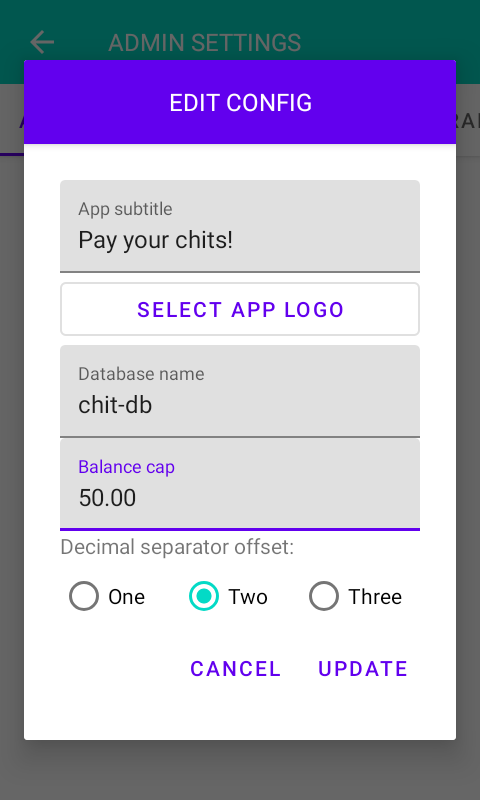 ADMIN SETTINGS
EDIT CONFIG
App subtitle
Pay your chits!
SELECT APP LOGO
Database name
chit-db
Balance cap
50.00
Decimal separator offset:
One Two Three
CANCEL UPDATE